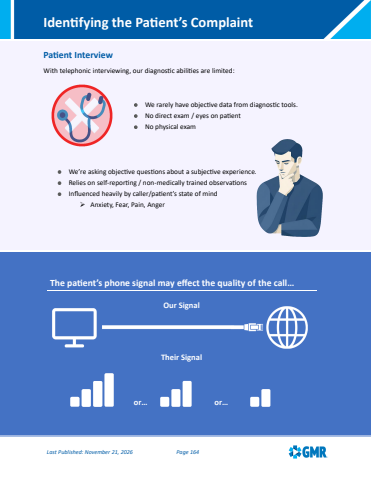 Identifying the Patient's Complaint
Patient Interview
With telephonic interviewing, our diagnostic abilities are limited:
● We rarely have objective data from diagnostic tools.
● No direct exam / eyes on patient
● No physical exam
● We're asking objective questions about a subjective experience.
● Relies on self-reporting / non-medically trained observations
● Influenced heavily by caller/patient's state of mind
➢ Anxiety, Fear, Pain, Anger
The patient's phone signal may effect the quality of the call…
Our Signal
Their Signal
or… or…
Last Published: November 21, 2026 Page 164
GMR